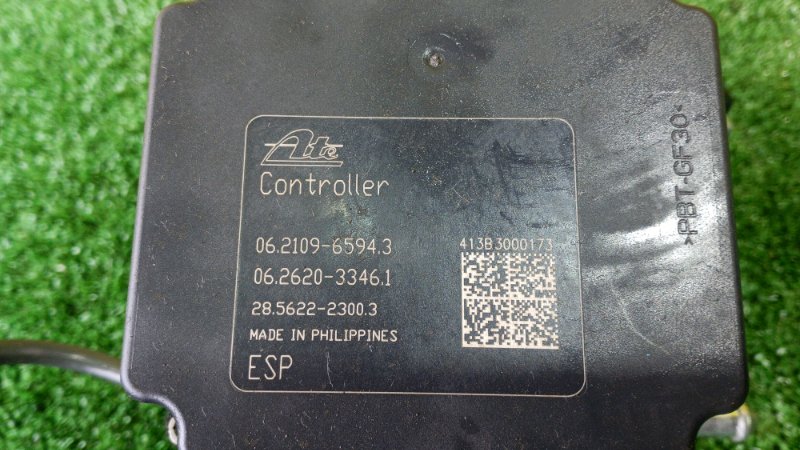 Ate
Controller
06.2109-6594.3
06.2620-3346.1
28.5622-2300.3
MADE IN PHILIPPINES
ESP
413B3000173
>PBT-GF30<